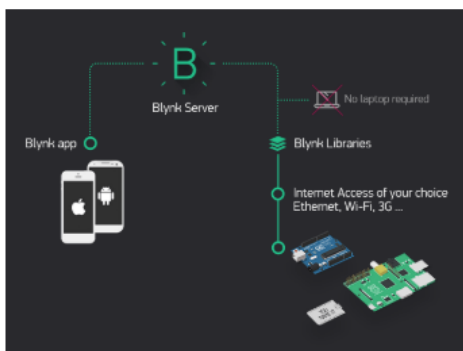 B
Blynk Server
No laptop required
Blynk app
Blynk Libraries
Internet Access of your choice
Ethernet, Wi-Fi, 3G ...